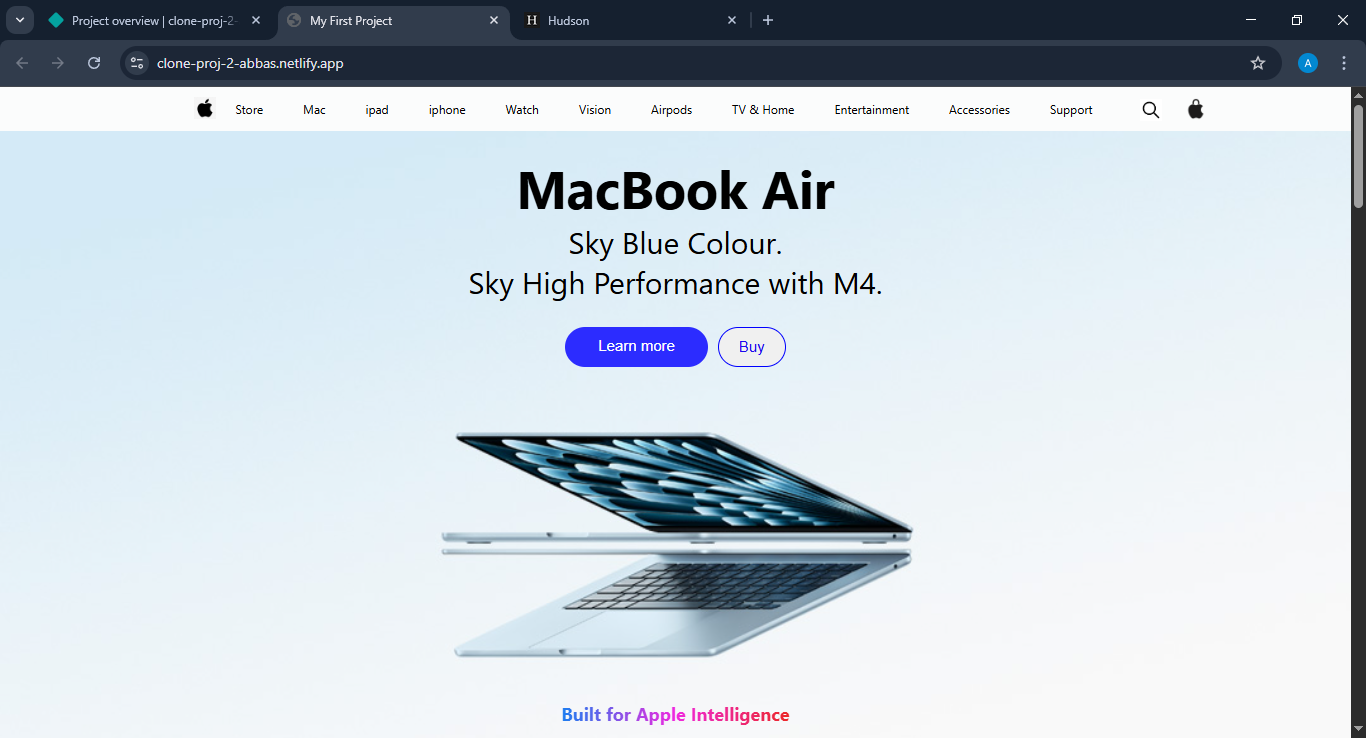 Project overview | clone-proj-2-
My First Project
H Hudson
clone-proj-2-abbas.netlify.app
A
Store Mac ipad iphone Watch Vision Airpods TV & Home Entertainment Accessories Support
MacBook Air
Sky Blue Colour.
Sky High Performance with M4.
Learn more Buy
Built for Apple Intelligence